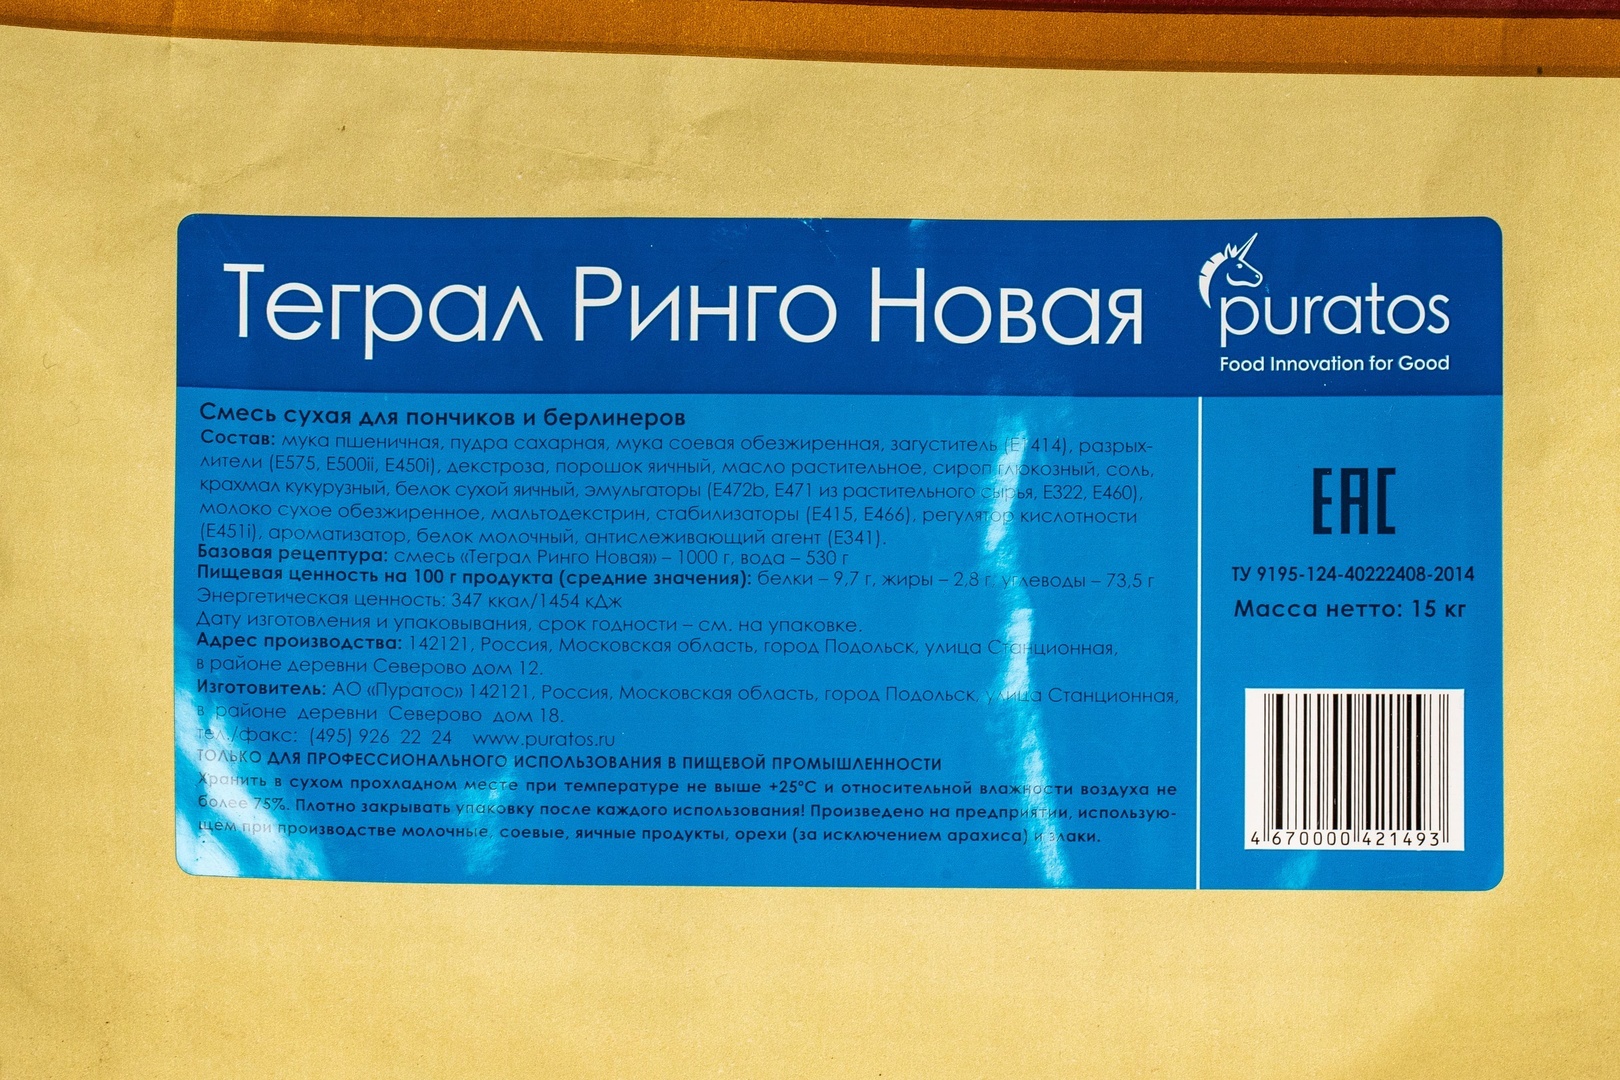 Теграл Ринго Новая
puratos
Food Innovation for Good
Смесь сухая для пончиков и берлинеров
Состав: мука пшеничная, пудра сахарная, мука соевая обезжиренная, загуститель (Е1414), разрых-
лители (Е575, Е500ii, Е450i), декстроза, порошок яичный, масло растительное, сироп глюкозный, соль,
крахмал кукурузный, белок сухой яичный, эмульгаторы (Е472b, Е471 из растительного сырья, Е322, Е460),
молоко сухое обезжиренное, мальтодекстрин, стабилизаторы (Е415, Е466), регулятор кислотности
(Е451i), ароматизатор, белок молочный, антислеживающий агент (Е341).
Базовая рецептура: смесь «Теграл Ринго Новая» – 1000 г, вода – 530 г
Пищевая ценность на 100 г продукта (средние значения): белки – 9,7 г, жиры – 2,8 г, углеводы – 73,5 г
Энергетическая ценность: 347 ккал/1454 кДж
Дату изготовления и упаковывания, срок годности – см. на упаковке.
Адрес производства: 142121, Россия, Московская область, город Подольск, улица Станционная,
в районе деревни Северово дом 12.
Изготовитель: АО «Пуратос» 142121, Россия, Московская область, город Подольск, улица Станционная,
в районе деревни Северово дом 18.
тел./факс: (495) 926 22 24 www.puratos.ru
ТОЛЬКО ДЛЯ ПРОФЕССИОНАЛЬНОГО ИСПОЛЬЗОВАНИЯ В ПИЩЕВОЙ ПРОМЫШЛЕННОСТИ
Хранить в сухом прохладном месте при температуре не выше +25°С и относительной влажности воздуха не
более 75%. Плотно закрывать упаковку после каждого использования! Произведено на предприятии, использую-
щем при производстве молочные, соевые, яичные продукты, орехи (за исключением арахиса) и злаки.
ЕАС
ТУ 9195-124-40222408-2014
Масса нетто: 15 кг
4 670000 421493